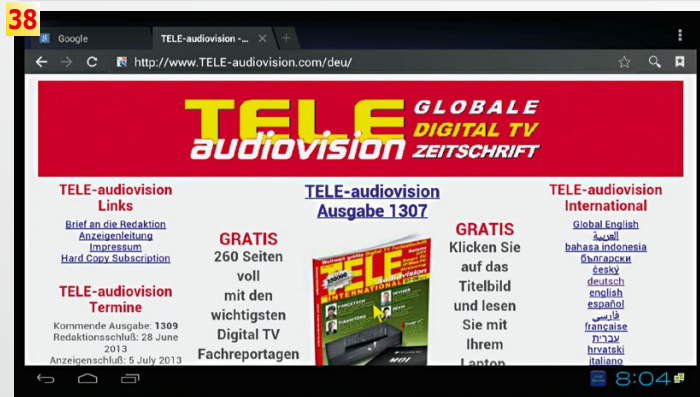 38
Google
TELE-audiovision -...
http://www.TELE-audiovision.com/deu/
TELE
audiovision
GLOBALE
DIGITAL TV
ZEITSCHRIFT
TELE-audiovision
Links
Brief an die Redaktion
Anzeigenleitung
Impressum
Hard Copy Subscription
TELE-audiovision
Termine
Kommende Ausgabe: 1309
Redaktionsschluß: 28 June
2013
Anzeigenschluß: 5 July 2013
GRATIS
260 Seiten
voll
mit den
wichtigsten
Digital TV
Fachreportagen
TELE-audiovision
Ausgabe 1307
TELE
audiovision
INTERNATIONAL
GRATIS
Klicken Sie
auf das
Titelbild
und lesen
Sie mit
Ihrem
Laptop
TELE-audiovision
International
Global English
العربية
bahasa indonesia
български
český
deutsch
english
español
فارسی
française
עברית
hrvatski
italiano
8:04